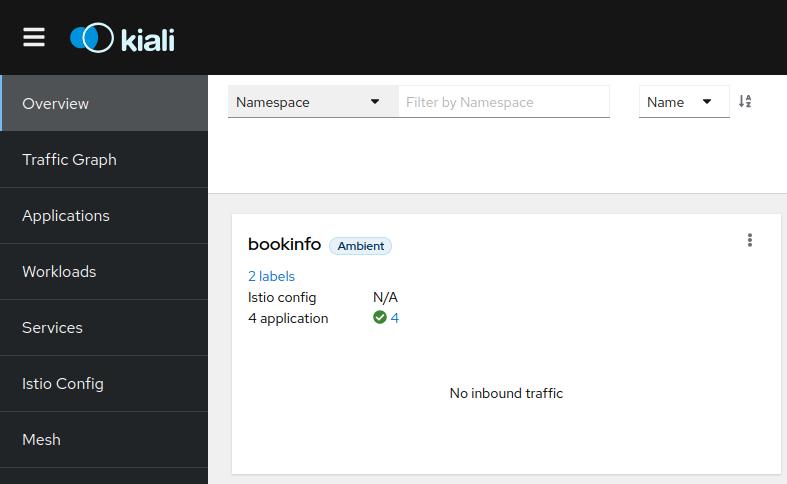 kiali
Overview
Traffic Graph
Applications
Workloads
Services
Istio Config
Mesh
Namespace
Filter by Namespace
Name
bookinfo Ambient
2 labels
Istio config N/A
4 application 4
No inbound traffic